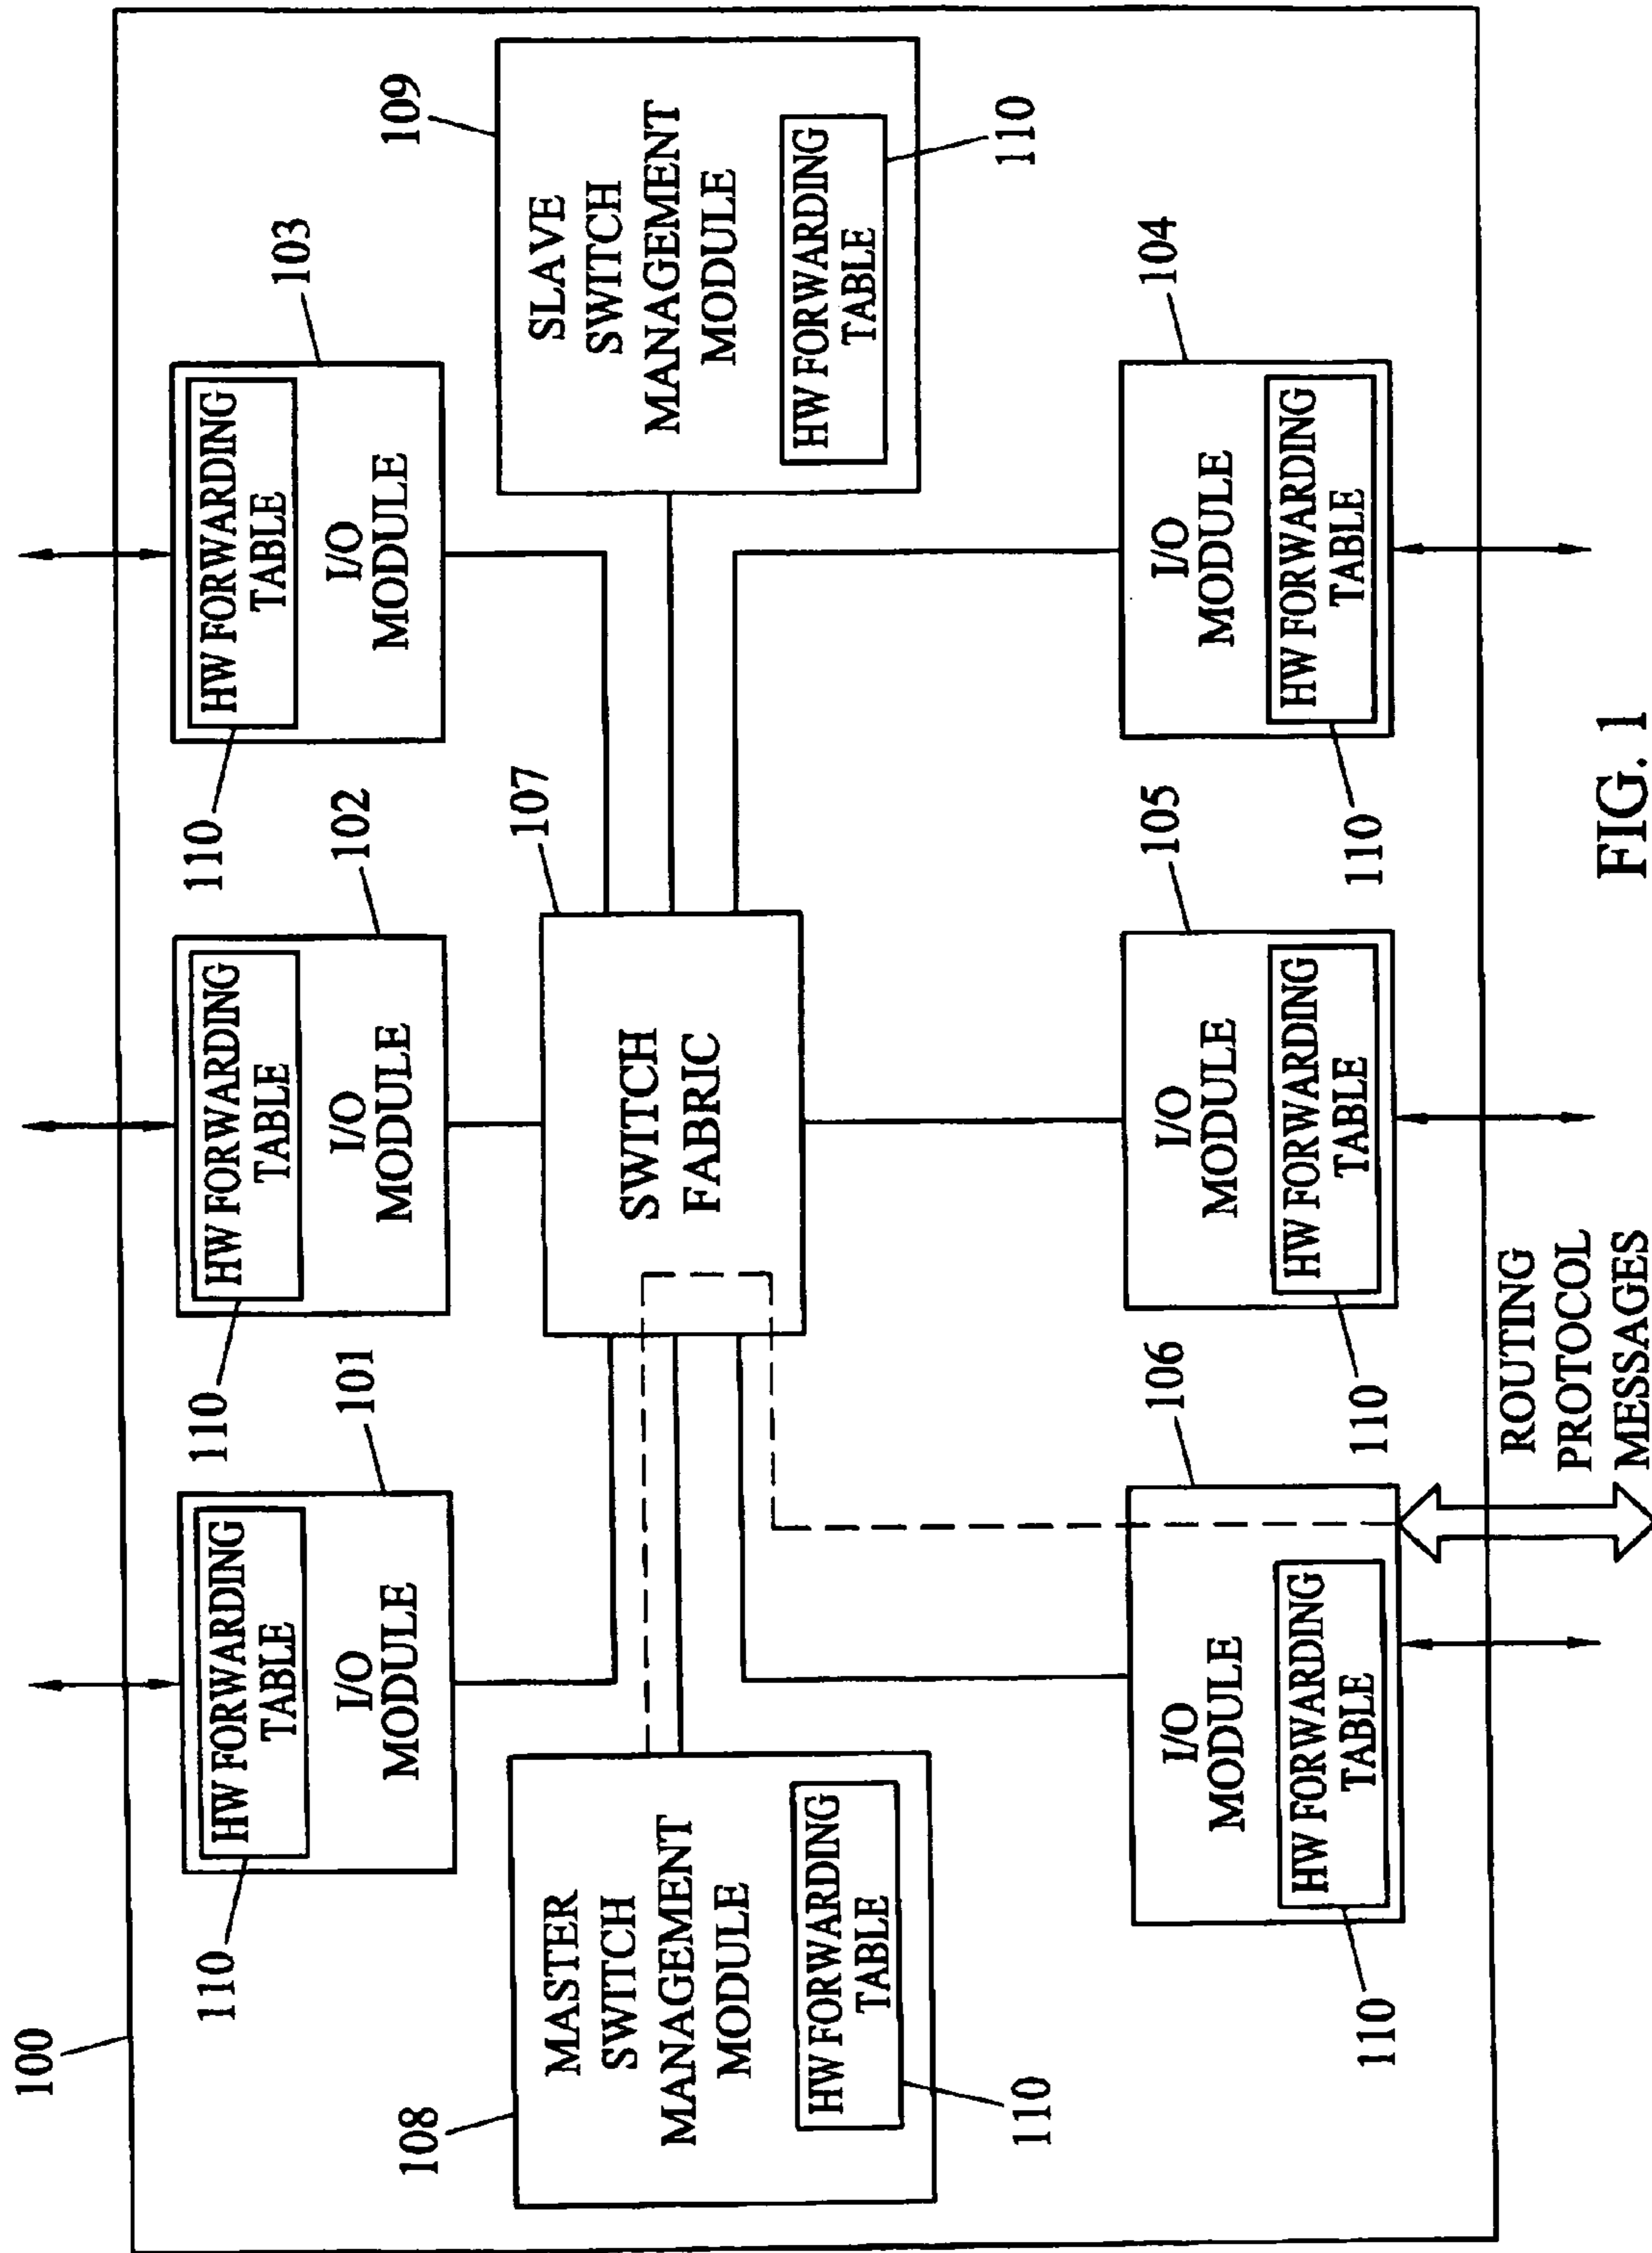 100
110
101
110
102
110
103
HW FORWARDING
TABLE
I/O
MODULE
HW FORWARDING
TABLE
I/O
MODULE
HW FORWARDING
TABLE
I/O
MODULE
108
107
109
MASTER
SWITCH
MANAGEMENT
MODULE
HW FORWARDING
TABLE
110
SWITCH
FABRIC
SLAVE
SWITCH
MANAGEMENT
MODULE
HW FORWARDING
TABLE
110
106
105
104
I/O
MODULE
HW FORWARDING
TABLE
110
I/O
MODULE
HW FORWARDING
TABLE
110
I/O
MODULE
HW FORWARDING
TABLE
110
ROUTING
PROTOCOL
MESSAGES
FIG. 1